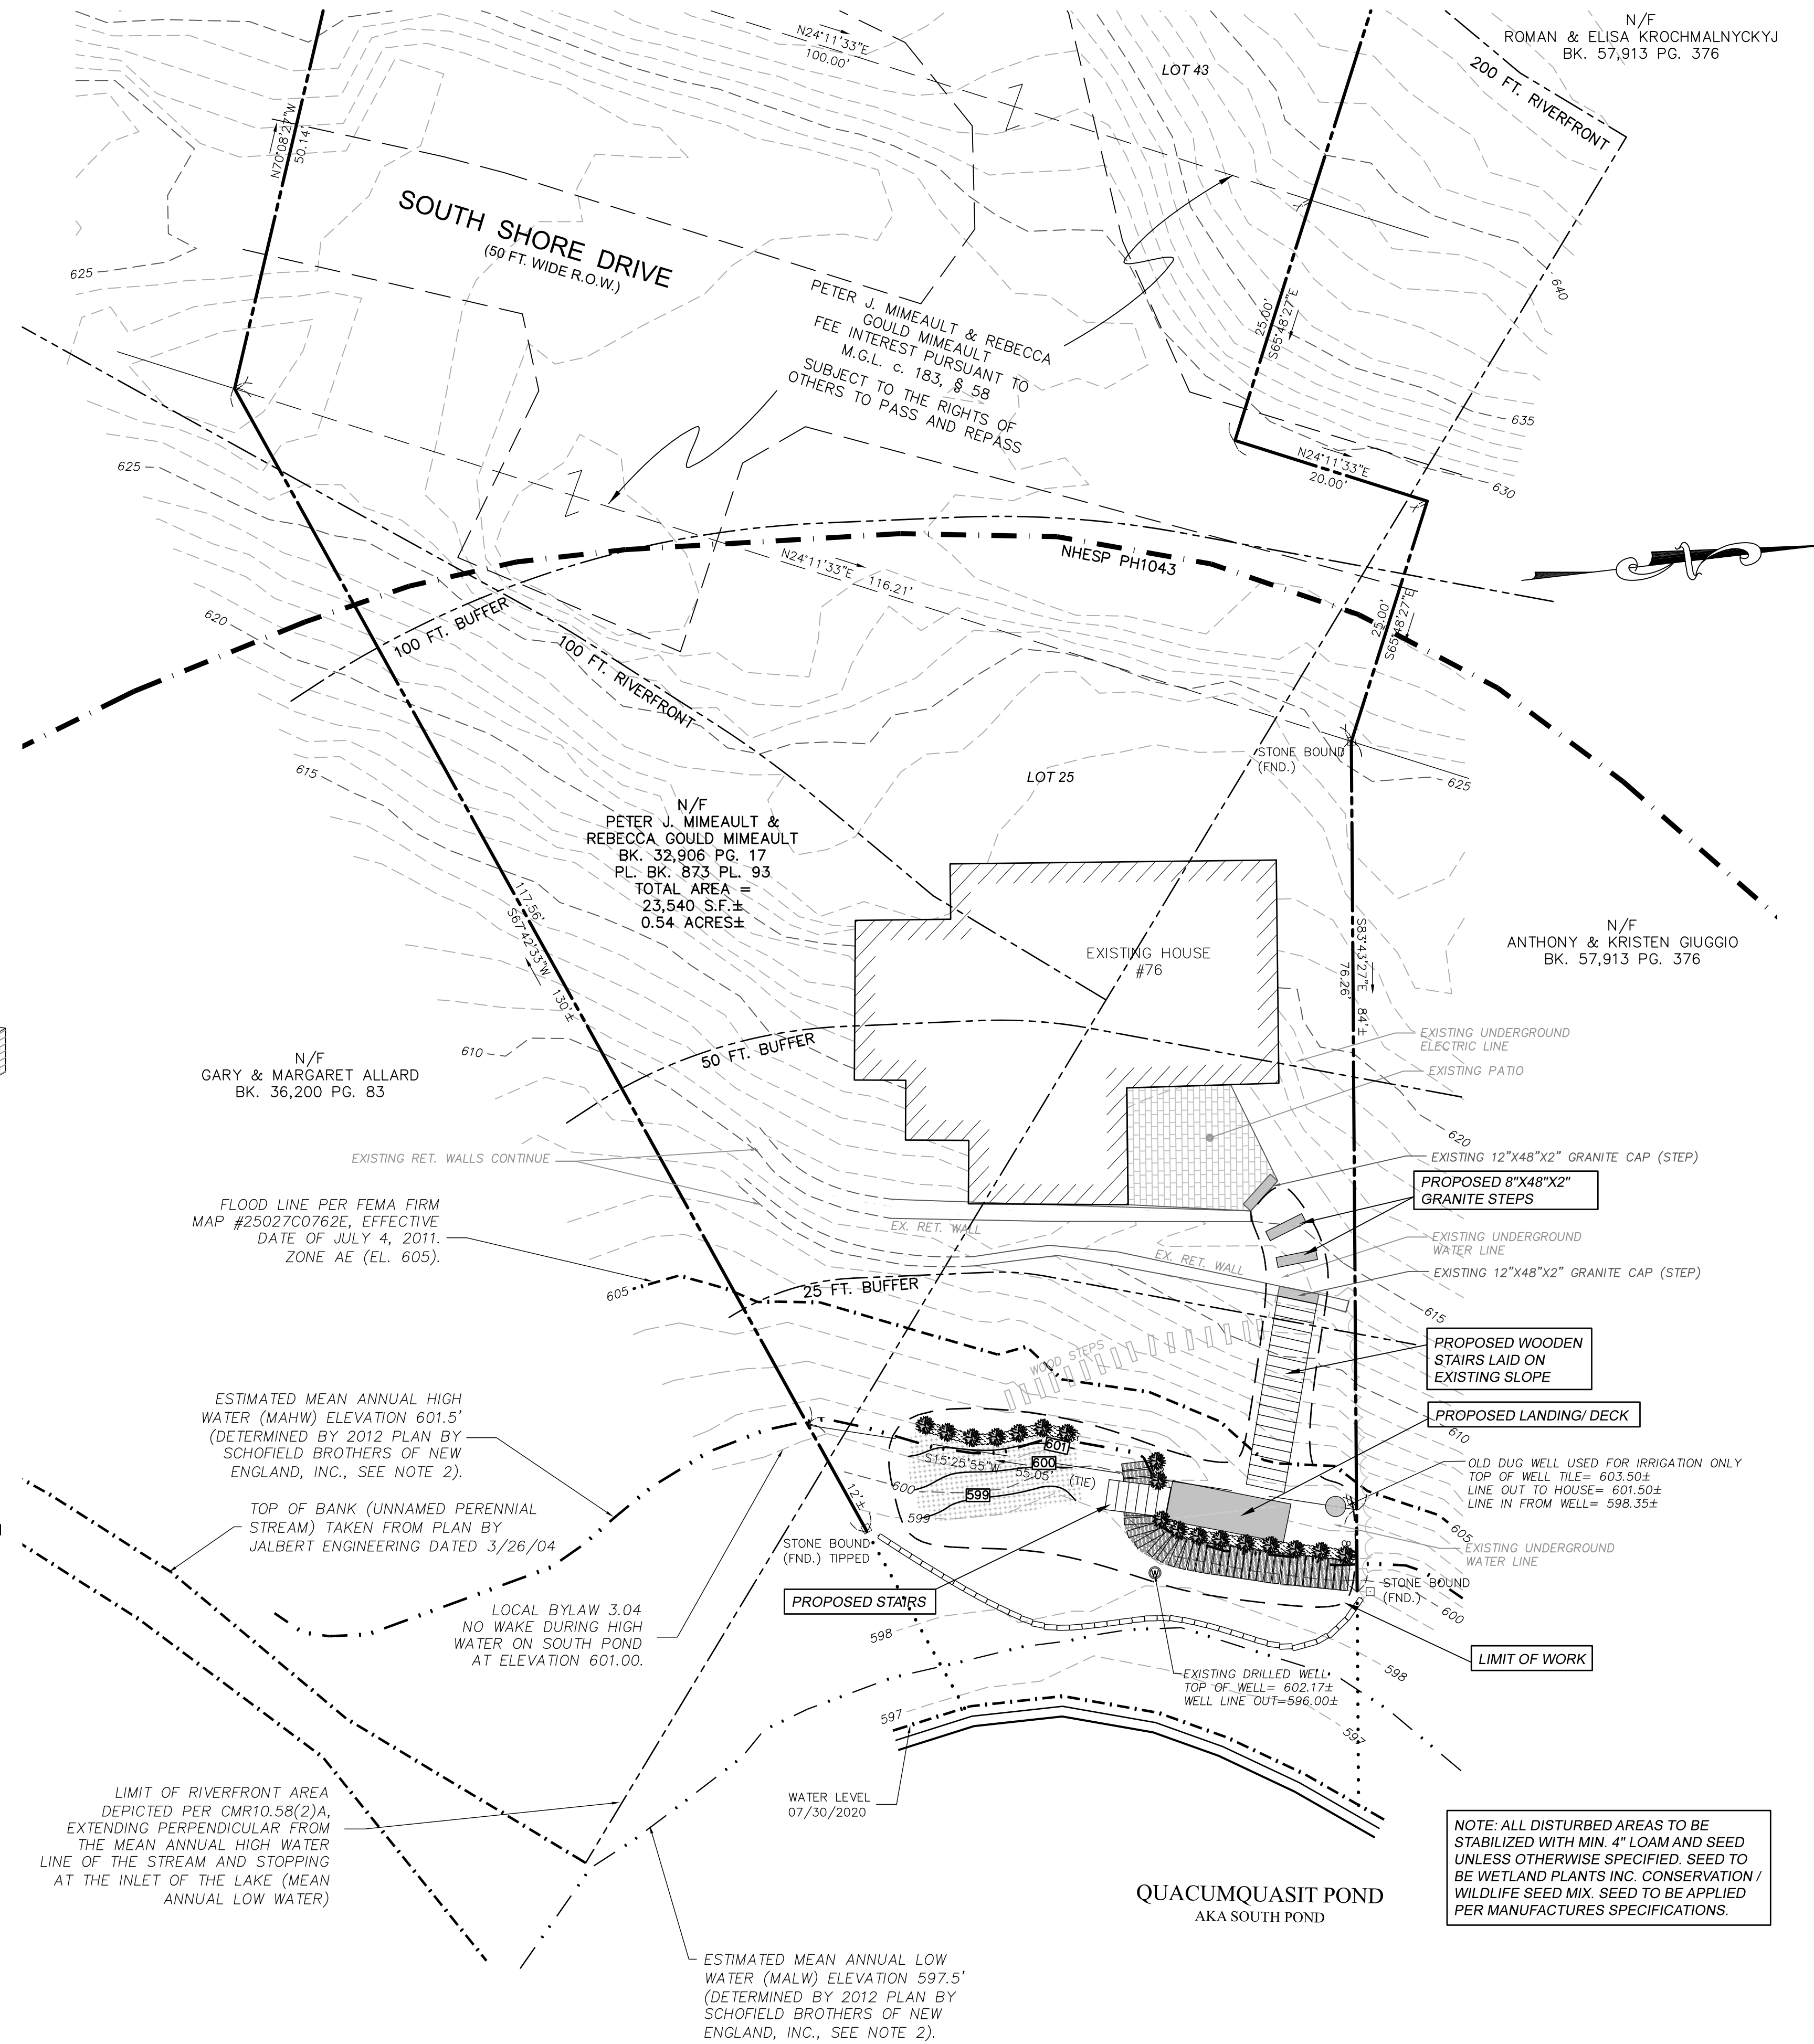 N/F
ROMAN & ELISA KROCHMALNYCKYJ
BK. 57,913 PG. 376
200 FT. RIVERFRONT
N24°11'33"E
100.00'
LOT 43
N70°08'27"W
50.14'
SOUTH SHORE DRIVE
(50 FT. WIDE R.O.W.)
625
PETER J. MIMEAULT & REBECCA
GOULD MIMEAULT
FEE INTEREST PURSUANT TO
M.G.L. c. 183, § 58
SUBJECT TO THE RIGHTS OF
OTHERS TO PASS AND REPASS
25.00'
S65°48'27"E
640
635
N24°11'33"E
20.00'
630
625
NHESP PH1043
N24°11'33"E
116.21'
25.00'
S65°48'27"E
620
100 FT. BUFFER
100 FT. RIVERFRONT
STONE BOUND
(FND.)
625
LOT 25
615
N/F
PETER J. MIMEAULT &
REBECCA GOULD MIMEAULT
BK. 32,906 PG. 17
PL. BK. 873 PL. 93
TOTAL AREA =
23,540 S.F.±
0.54 ACRES±
117.56'
S67°42'33"W
130'±
EXISTING HOUSE
#76
S83°43'27"E
76.26'
84'±
N/F
ANTHONY & KRISTEN GIUGGIO
BK. 57,913 PG. 376
610
50 FT. BUFFER
N/F
GARY & MARGARET ALLARD
BK. 36,200 PG. 83
EXISTING UNDERGROUND
ELECTRIC LINE
EXISTING PATIO
620
EXISTING RET. WALLS CONTINUE
EXISTING 12"X48"X2" GRANITE CAP (STEP)
PROPOSED 8"X48"X2"
GRANITE STEPS
FLOOD LINE PER FEMA FIRM
MAP #25027C0762E, EFFECTIVE
DATE OF JULY 4, 2011.
ZONE AE (EL. 605).
EX. RET. WALL
EX. RET. WALL
EXISTING UNDERGROUND
WATER LINE
EXISTING 12"X48"X2" GRANITE CAP (STEP)
605
25 FT. BUFFER
615
WOOD STEPS
PROPOSED WOODEN
STAIRS LAID ON
EXISTING SLOPE
ESTIMATED MEAN ANNUAL HIGH
WATER (MAHW) ELEVATION 601.5'
(DETERMINED BY 2012 PLAN BY
SCHOFIELD BROTHERS OF NEW
ENGLAND, INC., SEE NOTE 2).
PROPOSED LANDING/ DECK
610
601
S15°25'55"W
600
55.05'
(TIE)
OLD DUG WELL USED FOR IRRIGATION ONLY
TOP OF WELL TILE= 603.50±
LINE OUT TO HOUSE= 601.50±
LINE IN FROM WELL= 598.35±
600
599
599
12'±
605
TOP OF BANK (UNNAMED PERENNIAL
STREAM) TAKEN FROM PLAN BY
JALBERT ENGINEERING DATED 3/26/04
STONE BOUND
(FND.) TIPPED
EXISTING UNDERGROUND
WATER LINE
STONE BOUND
(FND.)
W
PROPOSED STAIRS
600
LOCAL BYLAW 3.04
NO WAKE DURING HIGH
WATER ON SOUTH POND
AT ELEVATION 601.00.
598
LIMIT OF WORK
598
EXISTING DRILLED WELL
TOP OF WELL= 602.17±
WELL LINE OUT=596.00±
597
597
WATER LEVEL
07/30/2020
LIMIT OF RIVERFRONT AREA
DEPICTED PER CMR10.58(2)A,
EXTENDING PERPENDICULAR FROM
THE MEAN ANNUAL HIGH WATER
LINE OF THE STREAM AND STOPPING
AT THE INLET OF THE LAKE (MEAN
ANNUAL LOW WATER)
NOTE: ALL DISTURBED AREAS TO BE
STABILIZED WITH MIN. 4" LOAM AND SEED
UNLESS OTHERWISE SPECIFIED. SEED TO
BE WETLAND PLANTS INC. CONSERVATION /
WILDLIFE SEED MIX. SEED TO BE APPLIED
PER MANUFACTURES SPECIFICATIONS.
QUACUMQUASIT POND
AKA SOUTH POND
ESTIMATED MEAN ANNUAL LOW
WATER (MALW) ELEVATION 597.5'
(DETERMINED BY 2012 PLAN BY
SCHOFIELD BROTHERS OF NEW
ENGLAND, INC., SEE NOTE 2).